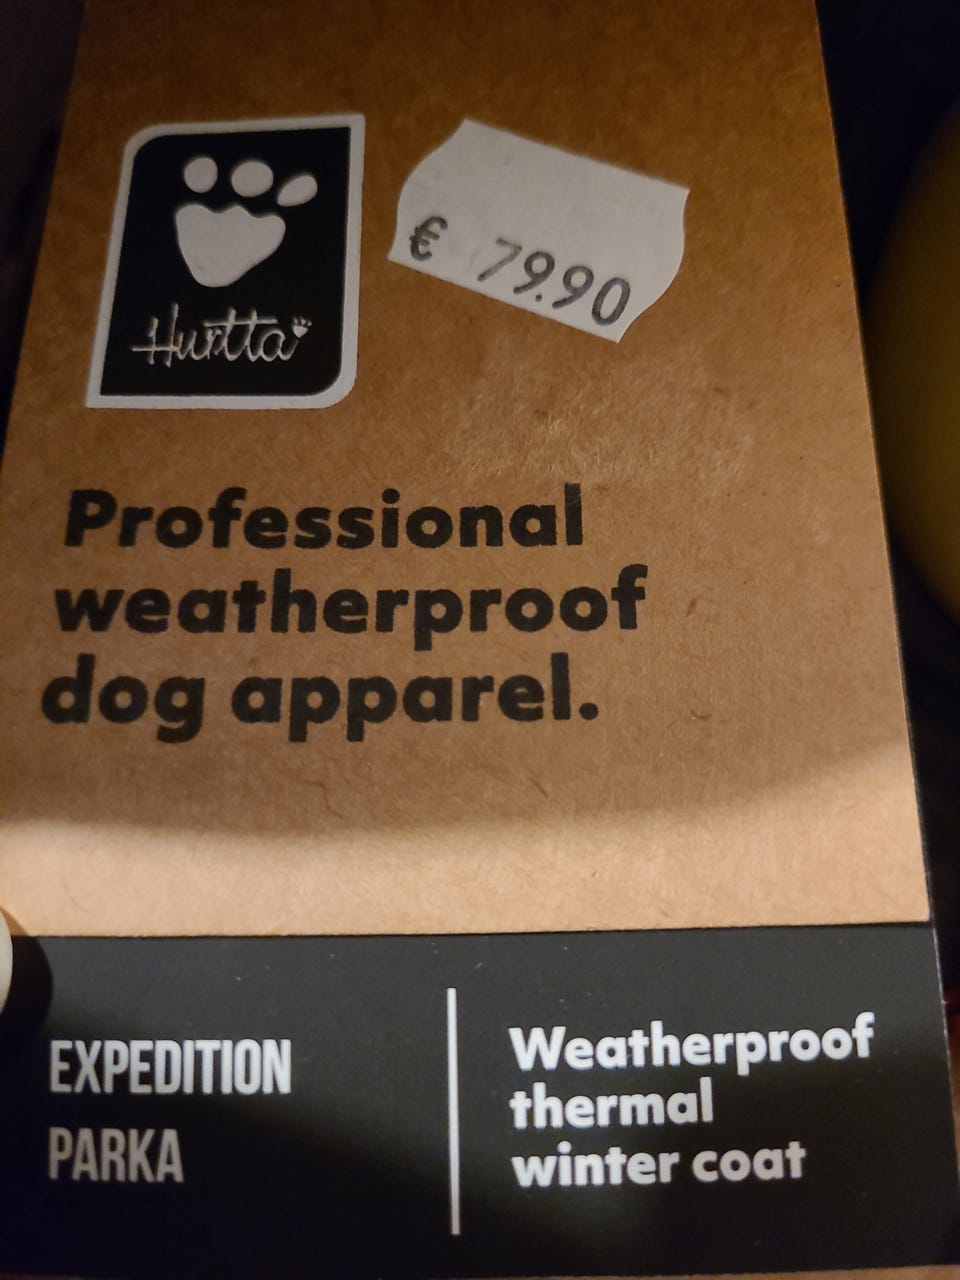 Hurtta
€ 79.90
Professional
weatherproof
dog apparel.
EXPEDITION
PARKA
Weatherproof
thermal
winter coat